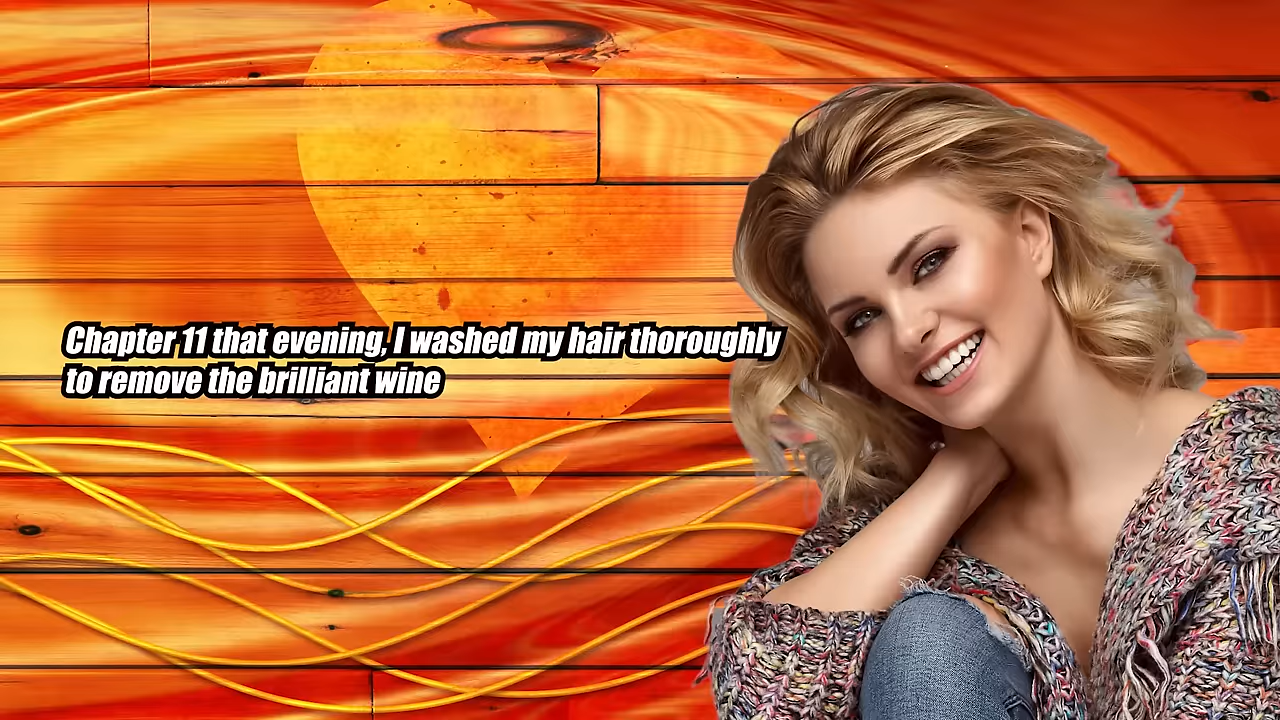 Chapter 11 that evening, I washed my hair thoroughly
to remove the brilliant wine